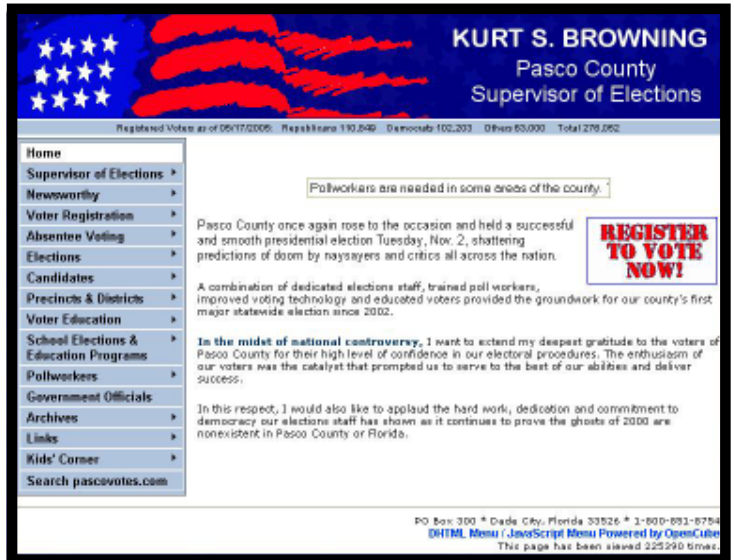 KURT S. BROWNING
Pasco County
Supervisor of Elections
Registered Voters as of 05/17/2005: Republicans 110,849 Democrats 102,203 Others 63,000 Total 276,052
Home
Supervisor of Elections
Newsworthy
Voter Registration
Absentee Voting
Elections
Candidates
Precincts & Districts
Voter Education
School Elections &
Education Programs
Pollworkers
Government Officials
Archives
Links
Kids' Corner
Search pascovotes.com
Pollworkers are needed in some areas of the county.
Pasco County once again rose to the occasion and held a successful
and smooth presidential election Tuesday, Nov. 2, shattering
predictions of doom by naysayers and critics all across the nation.
REGISTER
TO VOTE
NOW!
A combination of dedicated elections staff, trained poll workers,
improved voting technology and educated voters provided the groundwork for our county's first
major statewide election since 2002.
In the midst of national controversy, I want to extend my deepest gratitude to the voters of
Pasco County for their high level of confidence in our electoral procedures. The enthusiasm of
our voters was the catalyst that prompted us to serve to the best of our abilities and deliver
success.
In this respect, I would also like to applaud the hard work, dedication and commitment to
democracy our elections staff has shown as it continues to prove the ghosts of 2000 are
nonexistent in Pasco County or Florida.
PO Box 300 * Dade City, Florida 33526 * 1-800-851-8754
DHTML Menu / JavaScript Menu Powered by OpenCube
This page has been viewed 225390 times.